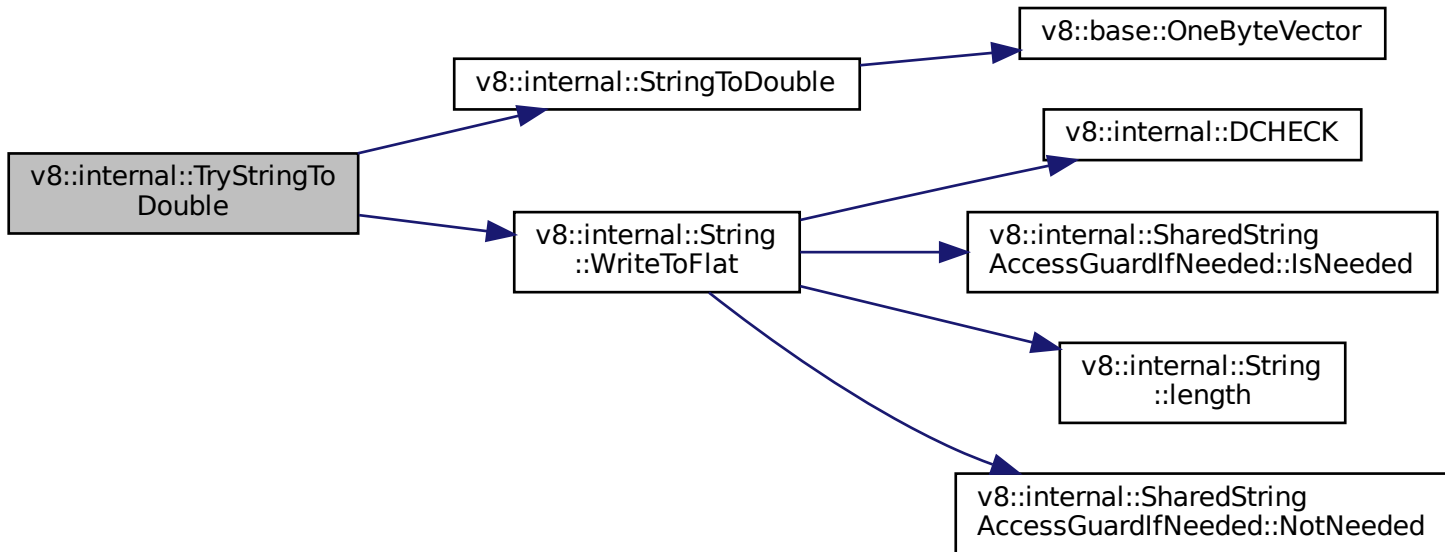 v8::internal::TryStringTo
Double
v8::internal::StringToDouble
v8::base::OneByteVector
v8::internal::String
::WriteToFlat
v8::internal::DCHECK
v8::internal::SharedString
AccessGuardIfNeeded::IsNeeded
v8::internal::String
::length
v8::internal::SharedString
AccessGuardIfNeeded::NotNeeded